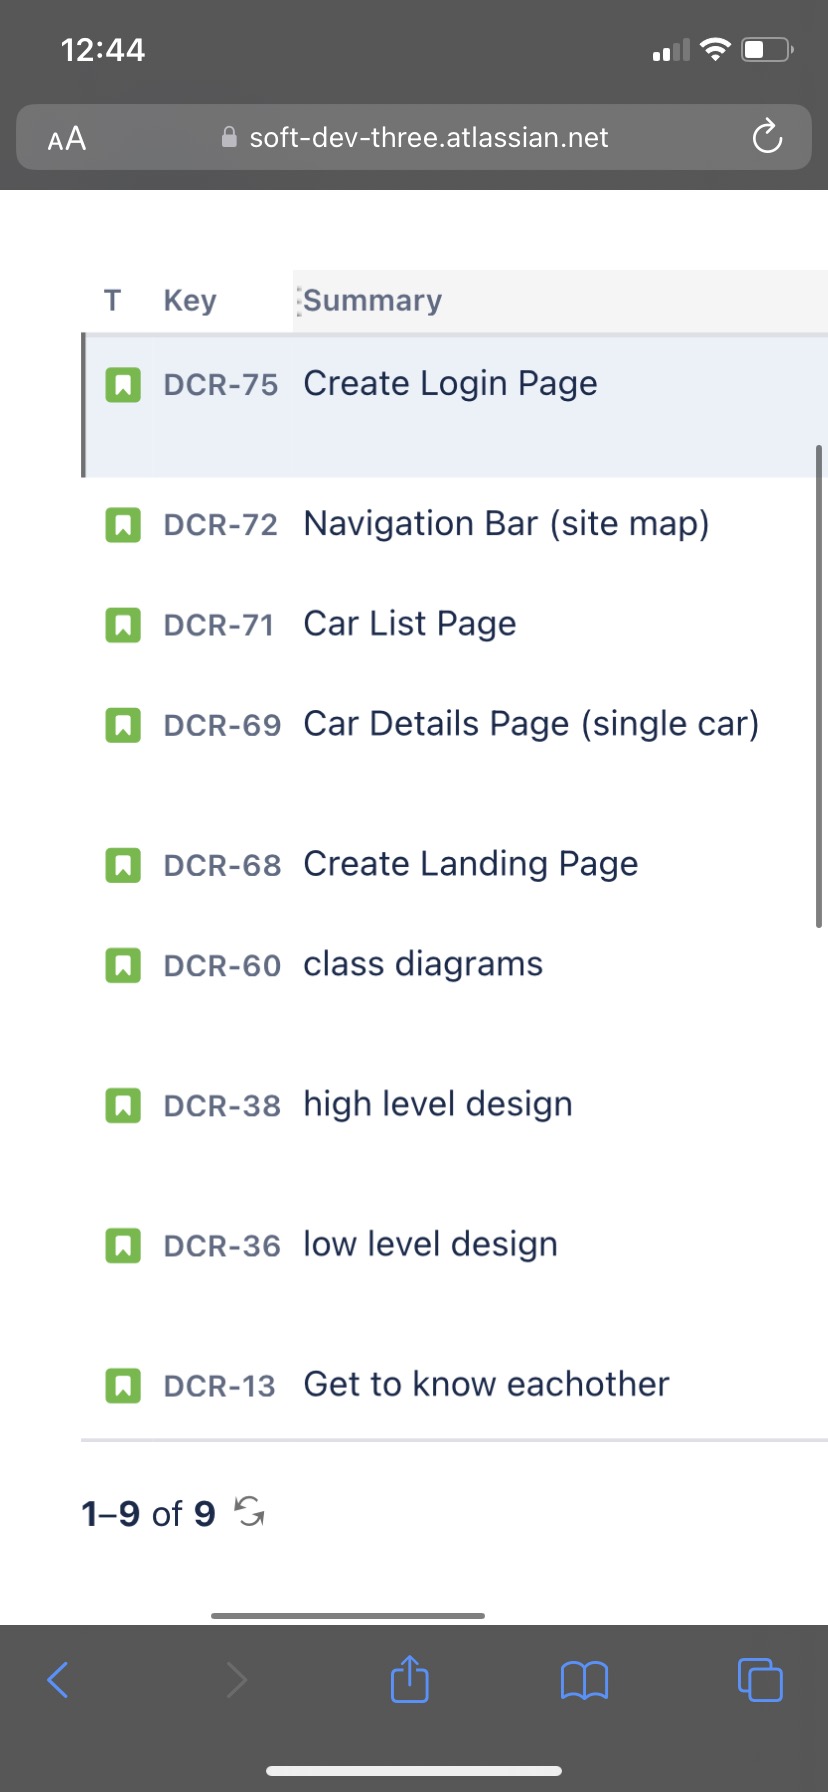 12:44
AA soft-dev-three.atlassian.net
T Key Summary
DCR-75 Create Login Page
DCR-72 Navigation Bar (site map)
DCR-71 Car List Page
DCR-69 Car Details Page (single car)
DCR-68 Create Landing Page
DCR-60 class diagrams
DCR-38 high level design
DCR-36 low level design
DCR-13 Get to know eachother
1–9 of 9